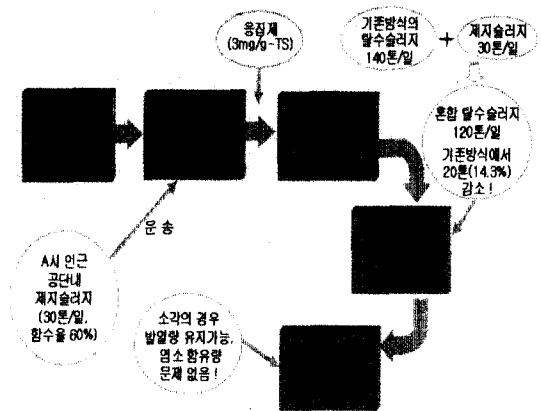 응집제
(3mg/g-TS)
기존방식의
탈수슬러지
140톤/일
+
제지슬러지
30톤/일
혼합 탈수슬러지
120톤/일
기존방식에서
20톤(14.3%)
감소 !
운 송
A시 인근
공단내
제지슬러지
(30톤/일,
함수율 60%)
소각의 경우
발열량 유지가능,
염소 함유량
문제 없음 !